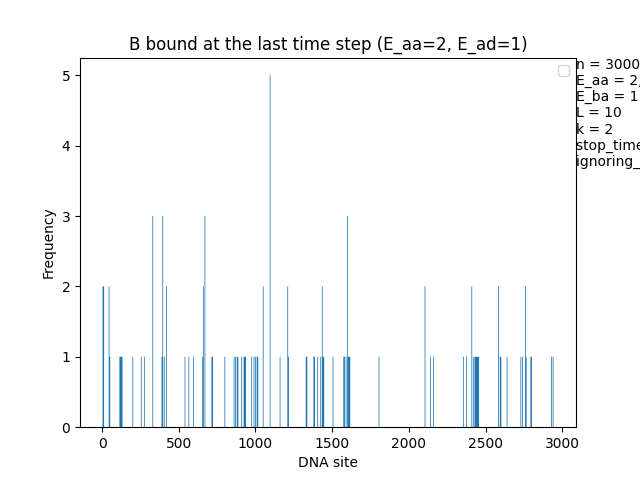 B bound at the last time step (E_aa=2, E_ad=1)
n = 3000
E_aa = 2,
E_ba = 1
L = 10
k = 2
stop_time
ignoring_
Frequency
5
4
3
2
1
0
0 500 1000 1500 2000 2500 3000
DNA site